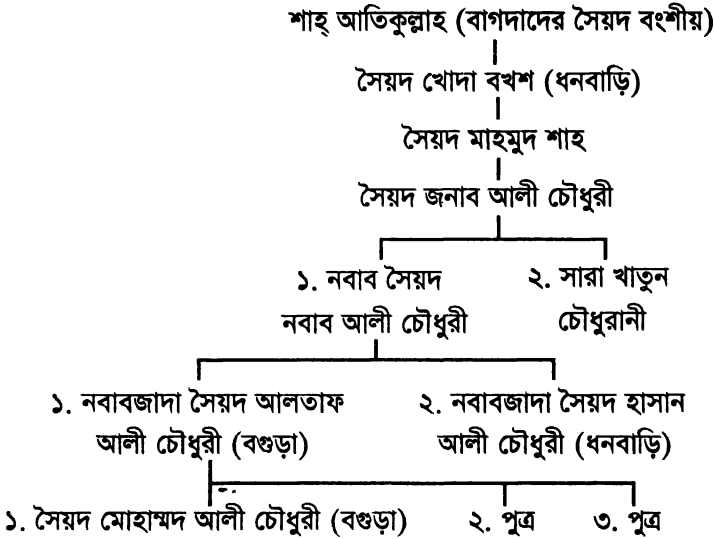 শাহ্ আতিকুল্লাহ (বাগদাদের সৈয়দ বংশীয়)
সৈয়দ খোদা বখশ (ধনবাড়ি)
সৈয়দ মাহমুদ শাহ
সৈয়দ জনাব আলী চৌধুরী
১. নবাব সৈয়দ
নবাব আলী চৌধুরী
২. সারা খাতুন
চৌধুরানী
১. নবাবজাদা সৈয়দ আলতাফ
আলী চৌধুরী (বগুড়া)
২. নবাবজাদা সৈয়দ হাসান
আলী চৌধুরী (ধনবাড়ি)
১. সৈয়দ মোহাম্মদ আলী চৌধুরী (বগুড়া)
২. পুত্র
৩. পুত্র